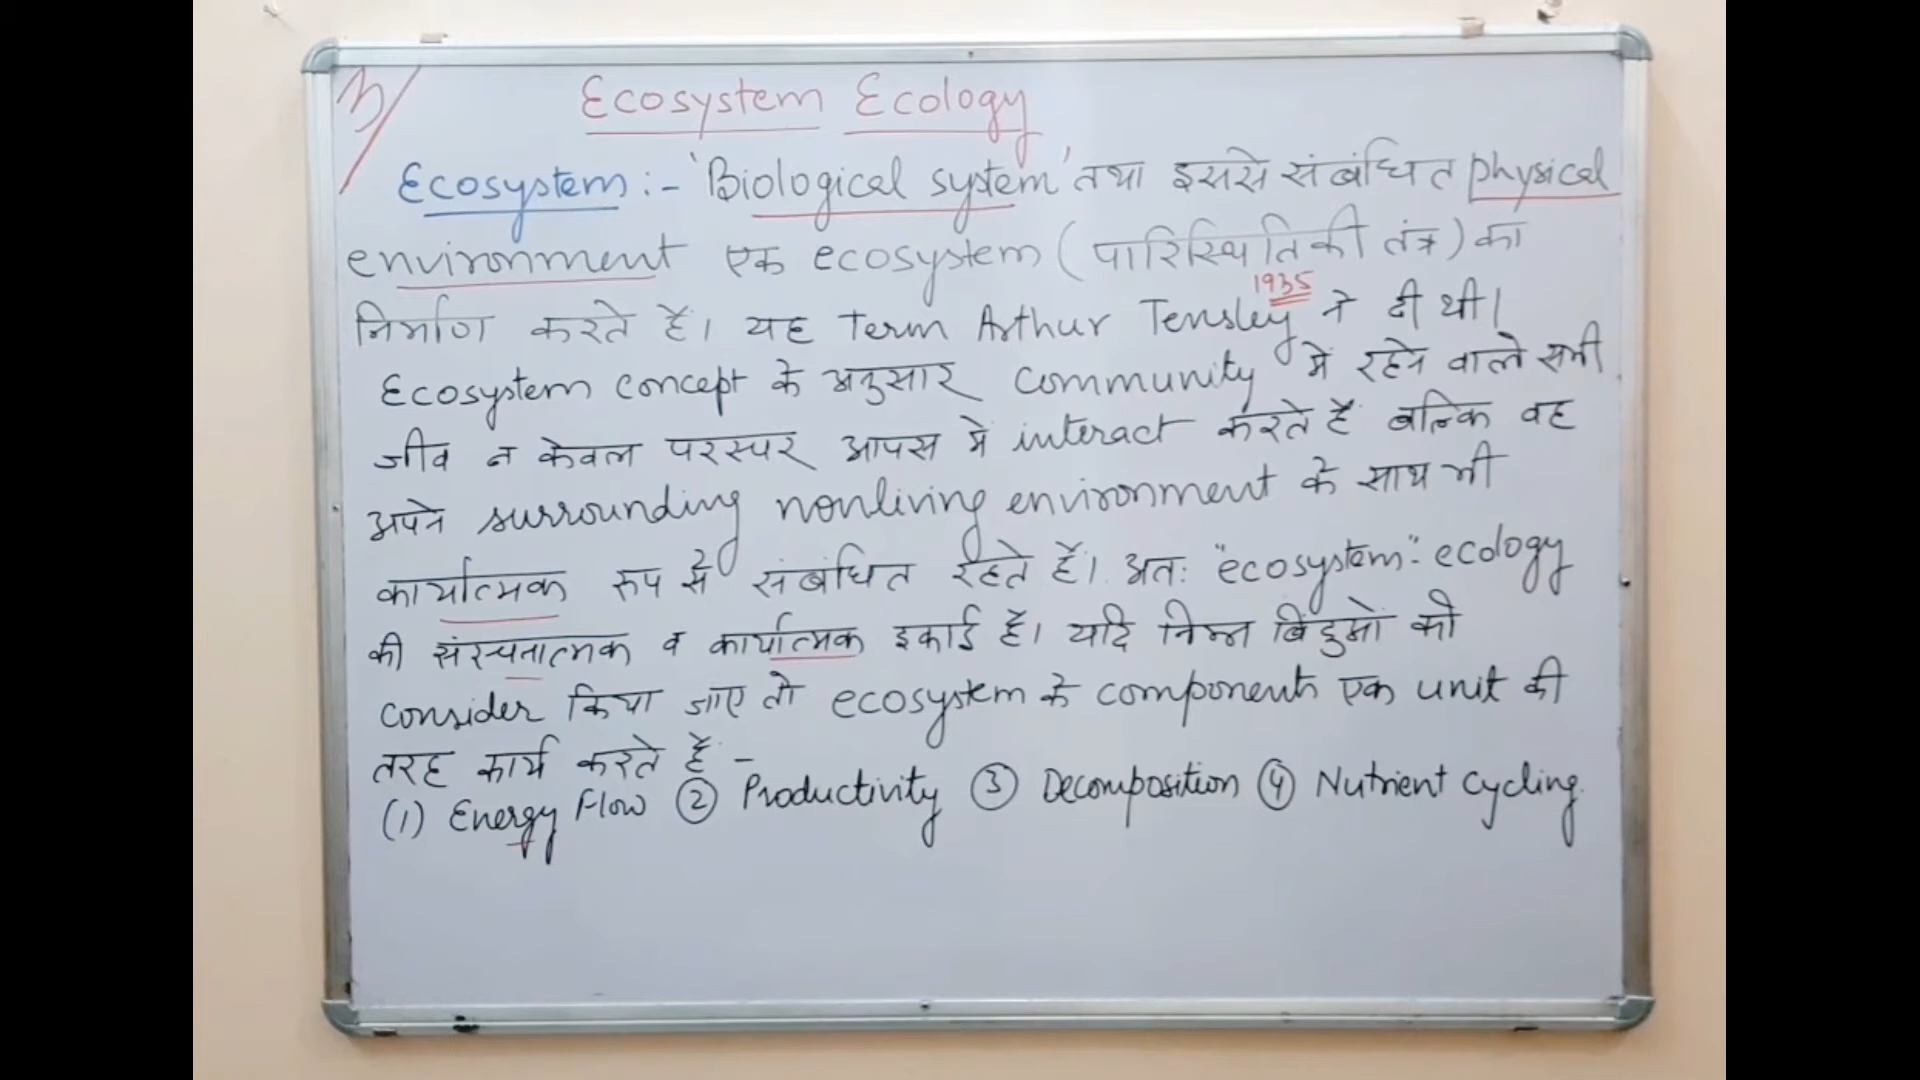 Ecosystem Ecology
Ecosystem :- 'Biological system' तथा इससे संबंधित physical
environment एक ecosystem (पारिस्थितिकी तंत्र) का
1935
निर्माण करते हैं। यह term Arthur Tensley ने दी थी।
Ecosystem concept के अनुसार community में रहने वाले सभी
जीव न केवल परस्पर आपस में interact करते हैं बल्कि वह
अपने surrounding nonliving environment के साथ भी
कार्यात्मक रूप से संबंधित रहते हैं। अतः "ecosystem": ecology
की संरचनात्मक व कार्यात्मक इकाई है। यदि निम्न बिंदुओं को
consider किया जाए तो ecosystem के components एक unit की
तरह कार्य करते हैं -
(1) Energy Flow ② Productivity ③ Decomposition ④ Nutrient Cycling.